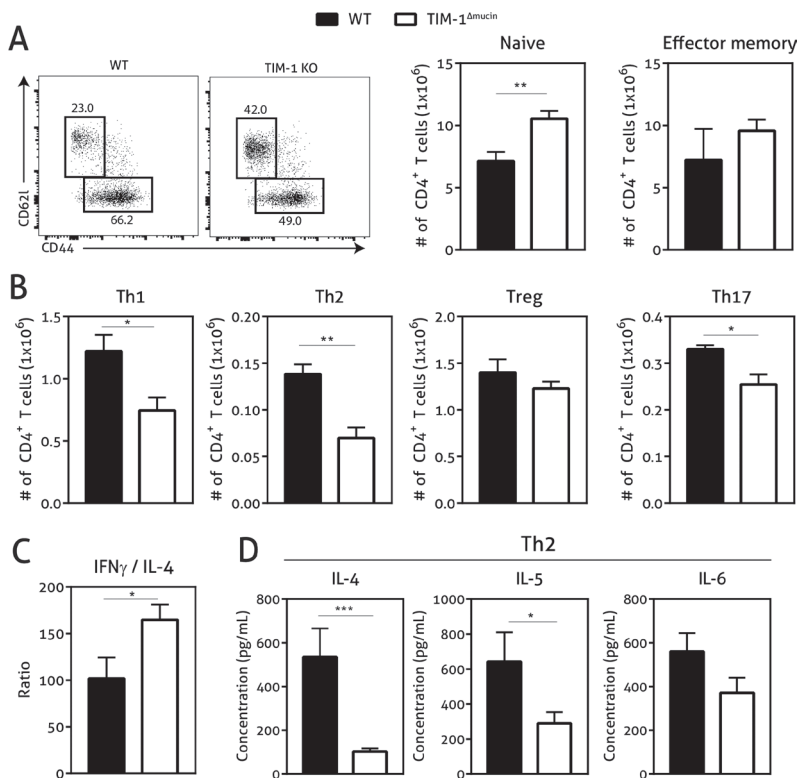 WT TIM-1Δmucin
A
WT
TIM-1 KO
23.0
66.2
42.0
49.0
CD62l
CD44
Naive
# of CD4+ T cells (1x10⁶)
15
10
5
0
**
Effector memory
# of CD4+ T cells (1x10⁶)
15
10
5
0
B
Th1
# of CD4+ T cells (1x10⁶)
1.5
1.0
0.5
0.0
*
Th2
# of CD4+ T cells (1x10⁶)
0.20
0.15
0.10
0.05
0.00
**
Treg
# of CD4+ T cells (1x10⁶)
2.0
1.5
1.0
0.5
0.0
Th17
# of CD4+ T cells (1x10⁶)
0.4
0.3
0.2
0.1
0.0
*
C
IFNγ / IL-4
Ratio
200
150
100
50
0
*
D
Th2
IL-4
Concentration (pg/mL)
800
600
400
200
0
***
IL-5
Concentration (pg/mL)
1000
800
600
400
200
0
*
IL-6
Concentration (pg/mL)
800
600
400
200
0